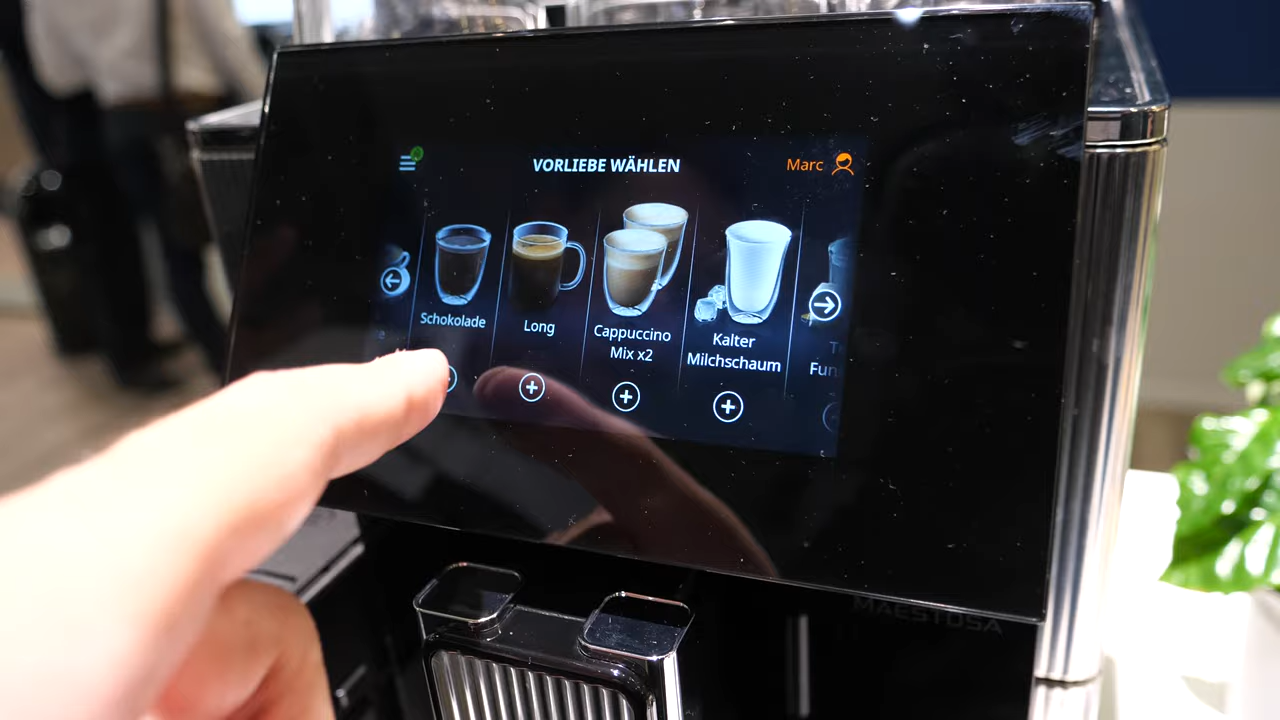 VORLIEBE WÄHLEN
Marc
Schokolade
Long
Cappuccino
Mix x2
Kalter
Milchschaum
MAESTOSA